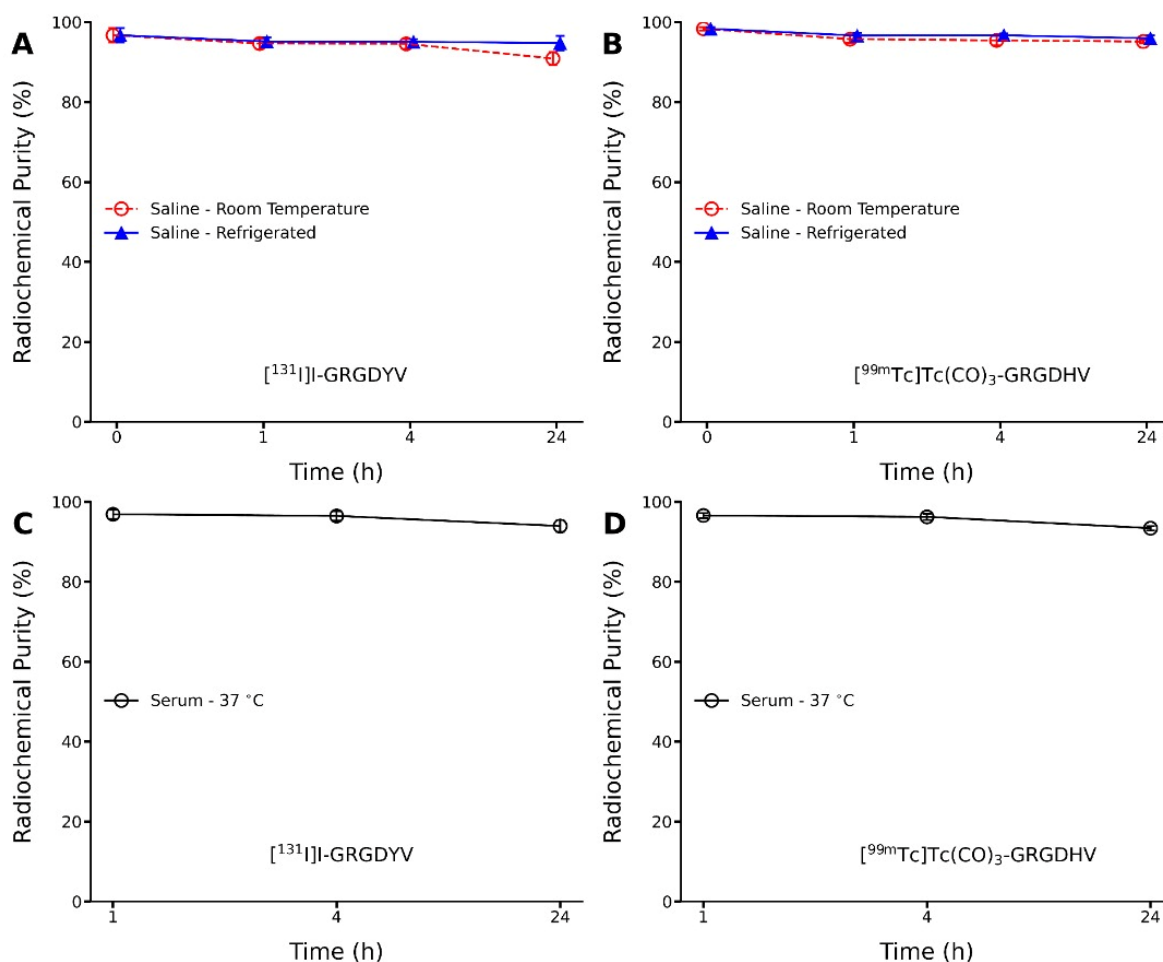 A
Radiochemical Purity (%)
100
80
60
40
20
0
Saline - Room Temperature
Saline - Refrigerated
[¹³¹I]I-GRGDYV
0 1 4 24
Time (h)
B
Radiochemical Purity (%)
100
80
60
40
20
0
Saline - Room Temperature
Saline - Refrigerated
[⁹⁹ᵐTc]Tc(CO)₃-GRGDHV
0 1 4 24
Time (h)
C
Radiochemical Purity (%)
100
80
60
40
20
0
Serum - 37 °C
[¹³¹I]I-GRGDYV
1 4 24
Time (h)
D
Radiochemical Purity (%)
100
80
60
40
20
0
Serum - 37 °C
[⁹⁹ᵐTc]Tc(CO)₃-GRGDHV
1 4 24
Time (h)